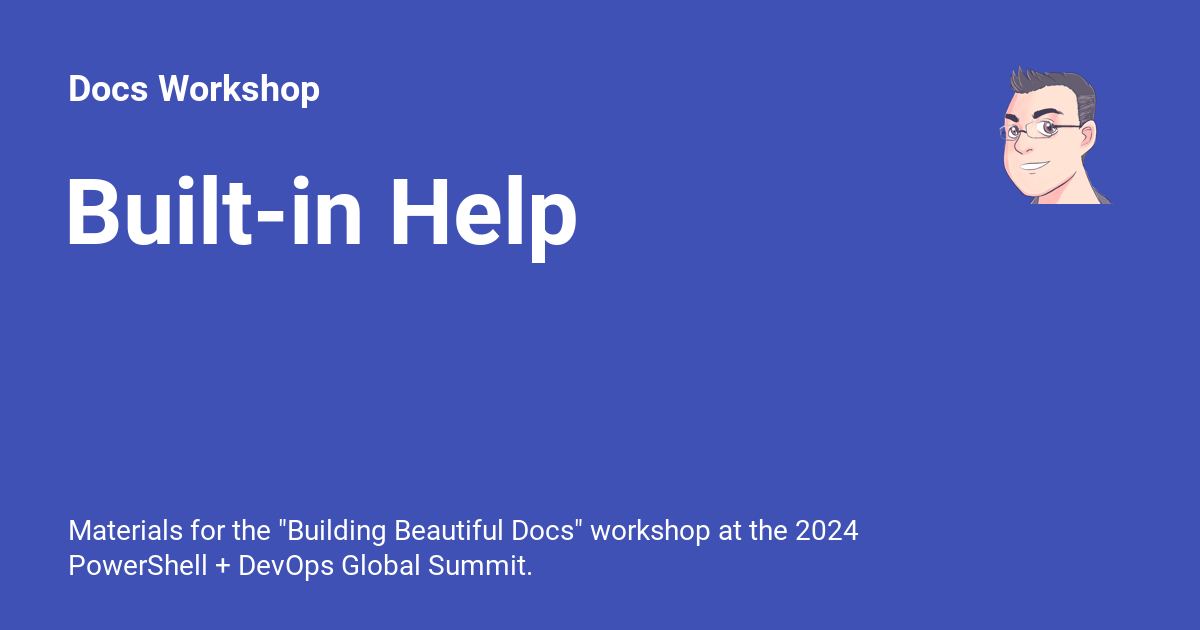 Docs Workshop
Built-in Help
Materials for the "Building Beautiful Docs" workshop at the 2024
PowerShell + DevOps Global Summit.